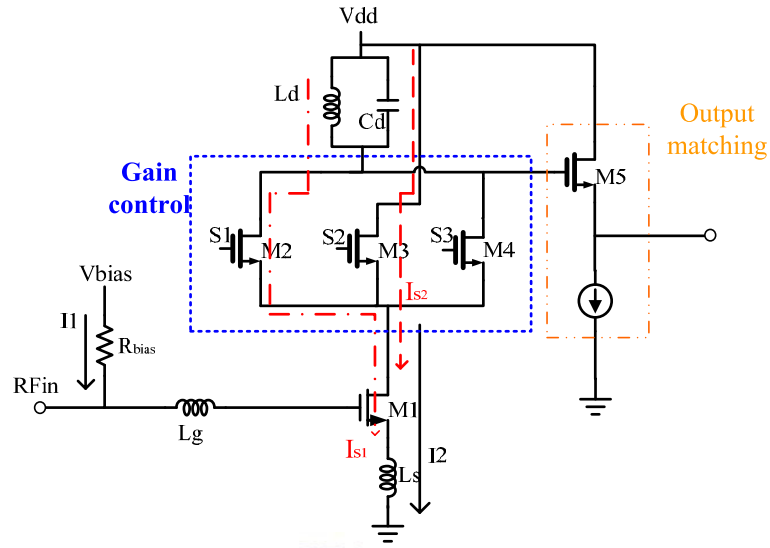 Vdd
Ld
Cd
Output
matching
Gain
control
M5
S1
M2
S2
M3
S3
M4
Vbias
IS2
I1
Rbias
RFin
M1
Lg
IS1
Ls
I2